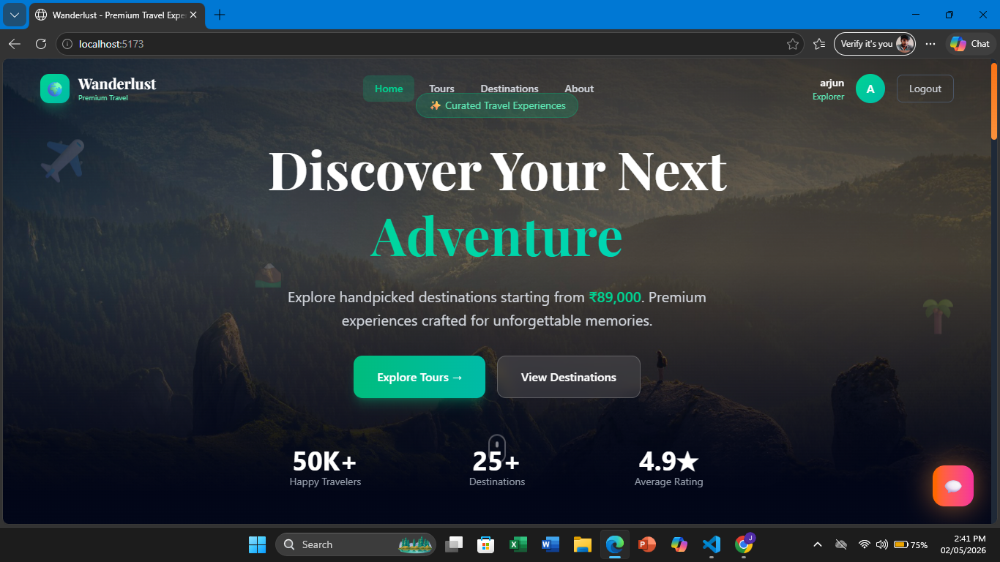 Wanderlust - Premium Travel Expe
localhost:5173
Verify it's you
Chat
Wanderlust
Premium Travel
Home
Tours
Destinations
About
arjun
Explorer
A
Logout
✨ Curated Travel Experiences
Discover Your Next
Adventure
Explore handpicked destinations starting from ₹89,000. Premium
experiences crafted for unforgettable memories.
Explore Tours →
View Destinations
50K+
25+
4.9★
Happy Travelers
Destinations
Average Rating
Search
J
75%
2:41 PM
02/05/2026